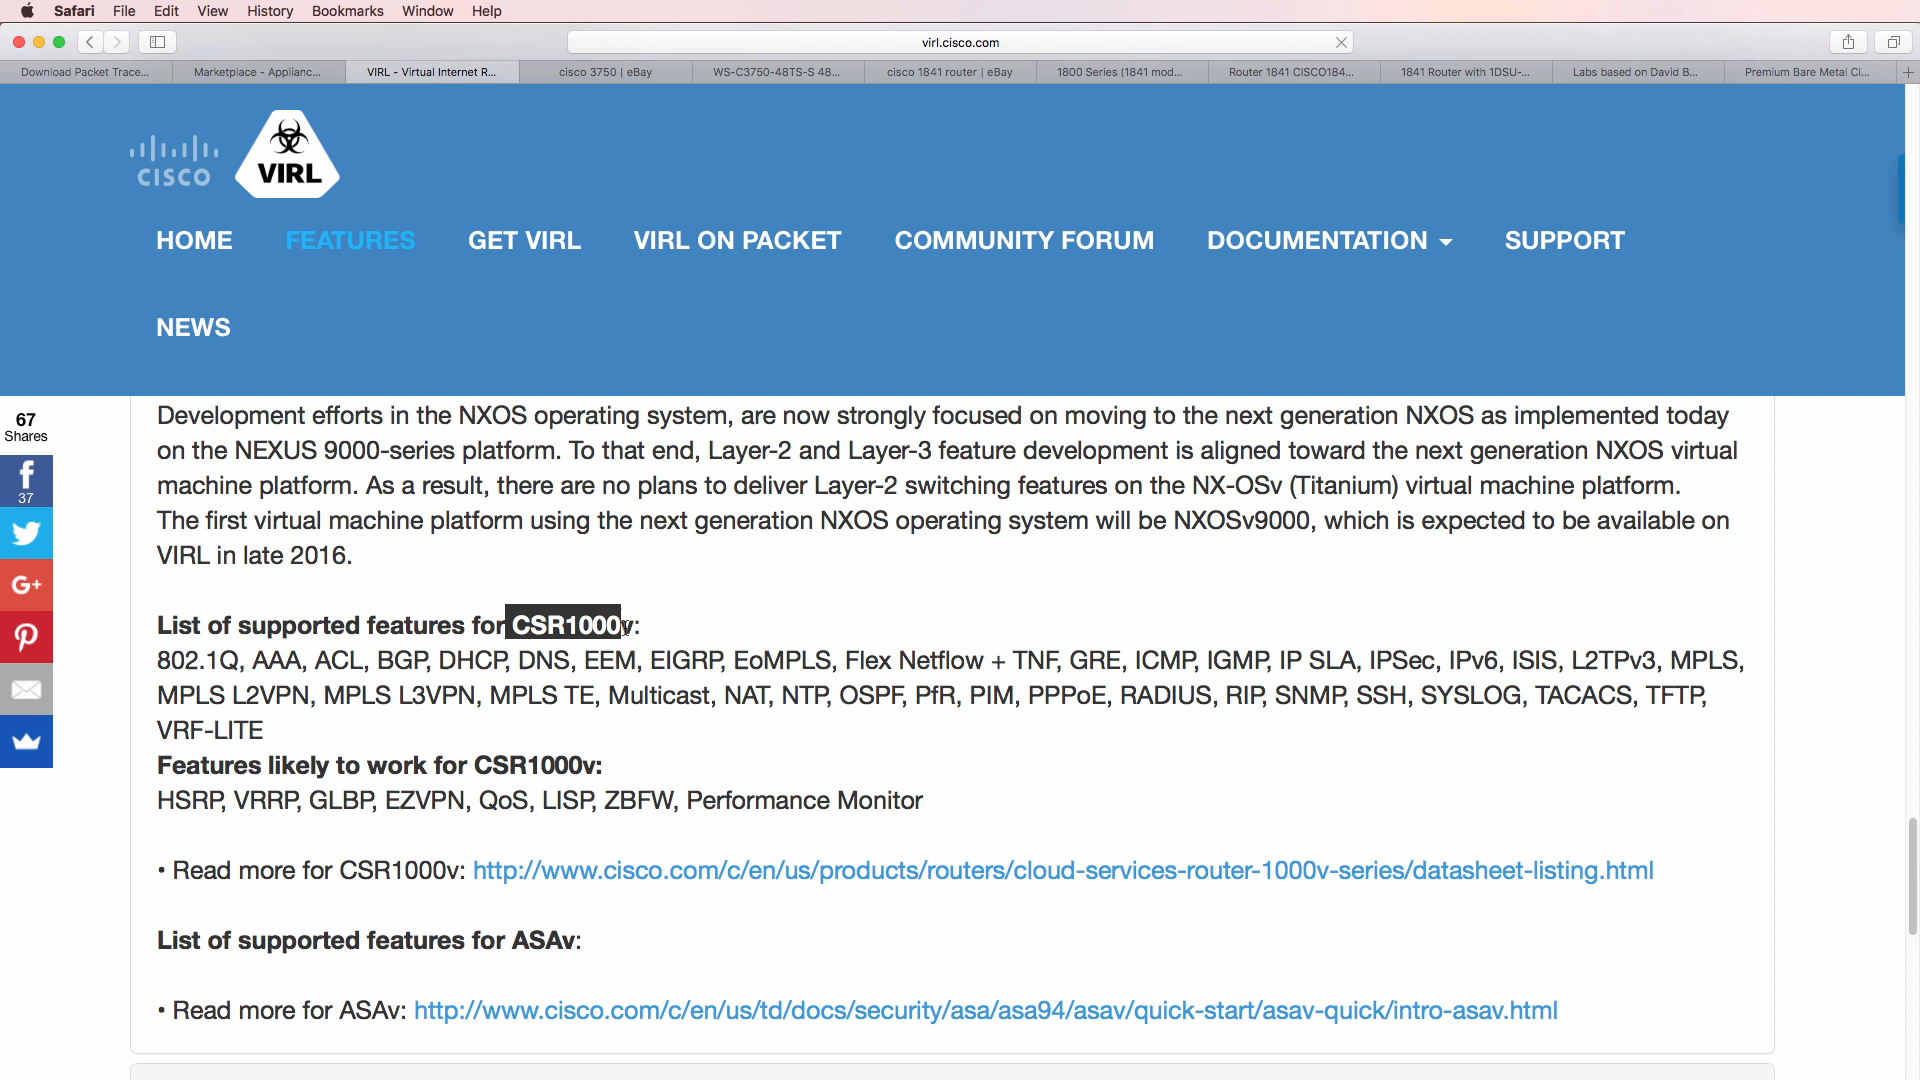 Safari File Edit View History Bookmarks Window Help
virl.cisco.com
Download Packet Trace... Marketplace - Applianc... VIRL - Virtual Internet R... cisco 3750 | eBay WS-C3750-48TS-S 48... cisco 1841 router | eBay 1800 Series (1841 mod... Router 1841 CISCO184... 1841 Router with 1DSU-... Labs based on David B... Premium Bare Metal Cl...
CISCO VIRL
HOME FEATURES GET VIRL VIRL ON PACKET COMMUNITY FORUM DOCUMENTATION SUPPORT
NEWS
67
Shares
f
37
G+
Development efforts in the NXOS operating system, are now strongly focused on moving to the next generation NXOS as implemented today
on the NEXUS 9000-series platform. To that end, Layer-2 and Layer-3 feature development is aligned toward the next generation NXOS virtual
machine platform. As a result, there are no plans to deliver Layer-2 switching features on the NX-OSv (Titanium) virtual machine platform.
The first virtual machine platform using the next generation NXOS operating system will be NXOSv9000, which is expected to be available on
VIRL in late 2016.
List of supported features for CSR1000v:
802.1Q, AAA, ACL, BGP, DHCP, DNS, EEM, EIGRP, EoMPLS, Flex Netflow + TNF, GRE, ICMP, IGMP, IP SLA, IPSec, IPv6, ISIS, L2TPv3, MPLS,
MPLS L2VPN, MPLS L3VPN, MPLS TE, Multicast, NAT, NTP, OSPF, PfR, PIM, PPPoE, RADIUS, RIP, SNMP, SSH, SYSLOG, TACACS, TFTP,
VRF-LITE
Features likely to work for CSR1000v:
HSRP, VRRP, GLBP, EZVPN, QoS, LISP, ZBFW, Performance Monitor
• Read more for CSR1000v: http://www.cisco.com/c/en/us/products/routers/cloud-services-router-1000v-series/datasheet-listing.html
List of supported features for ASAv:
• Read more for ASAv: http://www.cisco.com/c/en/us/td/docs/security/asa/asa94/asav/quick-start/asav-quick/intro-asav.html